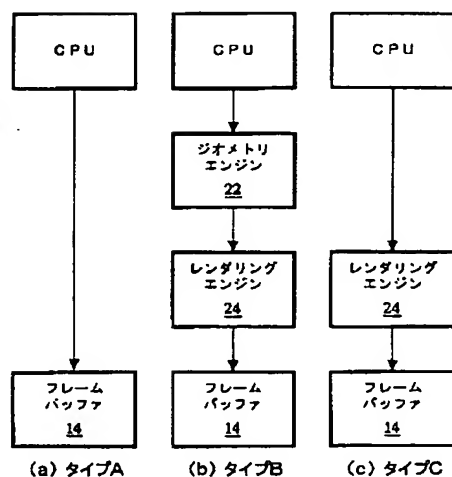 CPU
CPU
CPU
ジオメトリ
エンジン
22
レンダリング
エンジン
24
レンダリング
エンジン
24
フレーム
バッファ
14
フレーム
バッファ
14
フレーム
バッファ
14
(a) タイプA
(b) タイプB
(c) タイプC